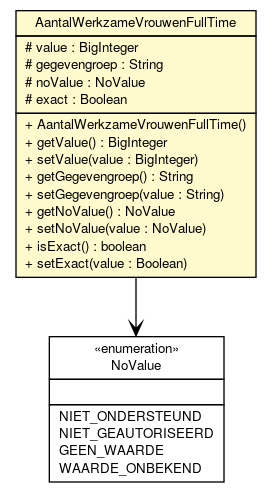 AantalWerkzameVrouwenFullTime
# value : BigInteger
# gegevengroep : String
# noValue : NoValue
# exact : Boolean
+ AantalWerkzameVrouwenFullTime()
+ getValue() : BigInteger
+ setValue(value : BigInteger)
+ getGegevengroep() : String
+ setGegevengroep(value : String)
+ getNoValue() : NoValue
+ setNoValue(value : NoValue)
+ isExact() : boolean
+ setExact(value : Boolean)
«enumeration»
NoValue
NIET_ONDERSTEUND
NIET_GEAUTORISEERD
GEEN_WAARDE
WAARDE_ONBEKEND